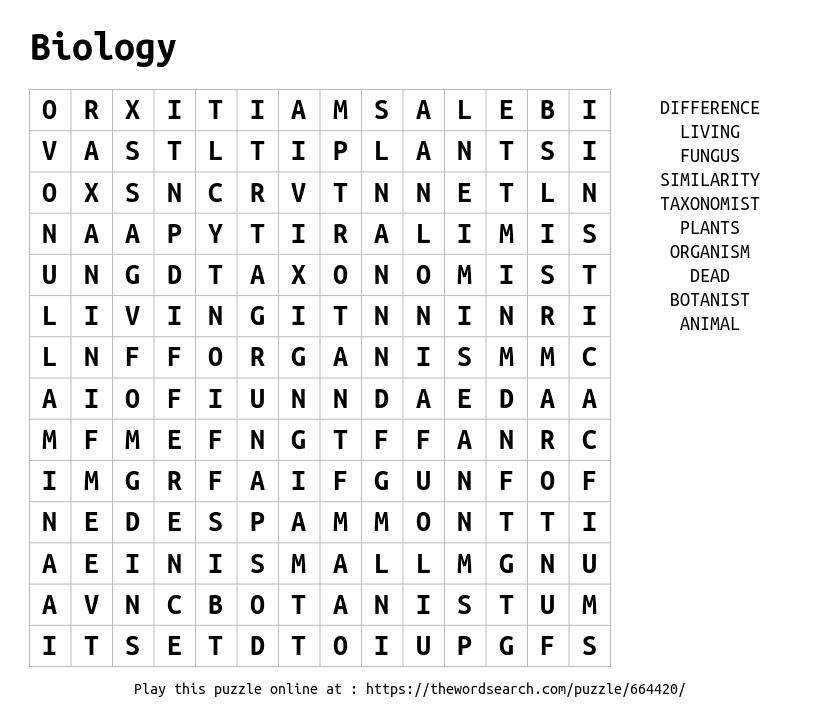 Biology
O R X I T I A M S A L E B I
V A S T L T I P L A N T S I
O X S N C R V T N N E T L N
N A A P Y T I R A L I M I S
U N G D T A X O N O M I S T
L I V I N G I T N N I N R I
L N F F O R G A N I S M M C
A I O F I U N N D A E D A A
M F M E F N G T F F A N R C
I M G R F A I F G U N F O F
N E D E S P A M M O N T T I
A E I N I S M A L L M G N U
A V N C B O T A N I S T U M
I T S E T D T O I U P G F S
DIFFERENCE
LIVING
FUNGUS
SIMILARITY
TAXONOMIST
PLANTS
ORGANISM
DEAD
BOTANIST
ANIMAL
Play this puzzle online at : https://thewordsearch.com/puzzle/664420/